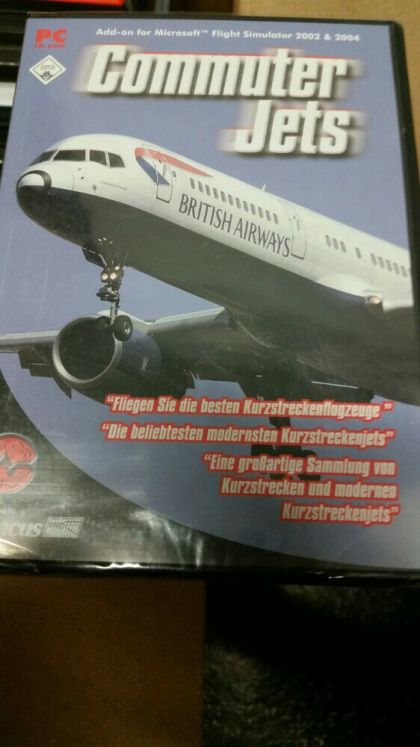 PC
CD-ROM
Add-on for Microsoft™ Flight Simulator 2002 & 2004
Commuter
Jets
BRITISH AIRWAYS
"Fliegen Sie die besten Kurzstreckenflugzeuge"
"Die beliebtesten modernsten Kurzstreckenjets"
"Eine großartige Sammlung von
Kurzstrecken und modernen
Kurzstreckenjets"